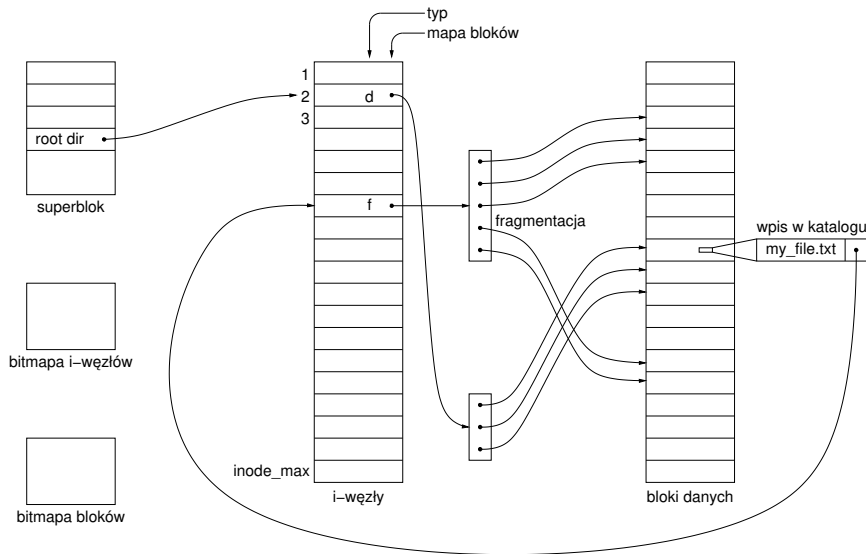 typ
mapa bloków
1
2
3
d
root dir
superblok
f
fragmentacja
wpis w katalogu
my_file.txt
bitmapa i−węzłów
inode_max
i−węzły
bloki danych
bitmapa bloków